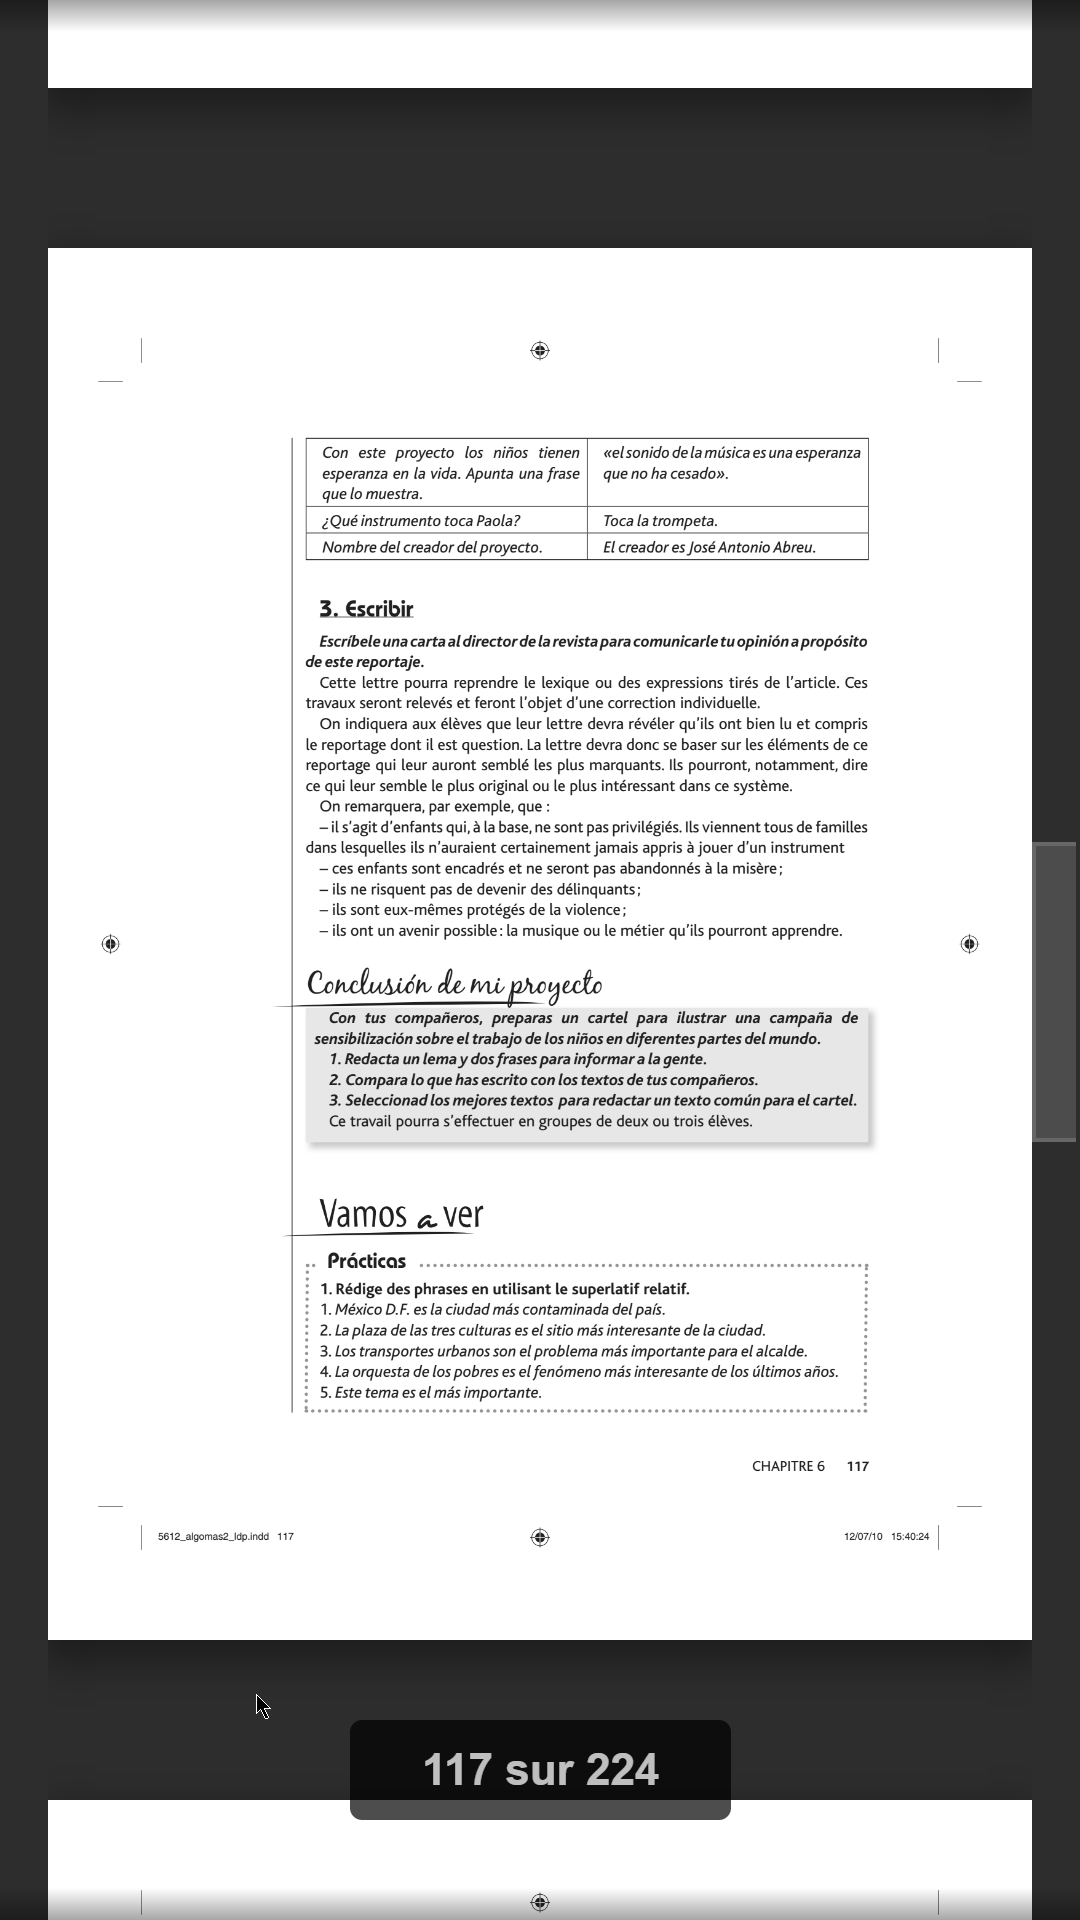 Con este proyecto los niños tienen
esperanza en la vida. Apunta una frase
que lo muestra.
«el sonido de la música es una esperanza
que no ha cesado».
¿Qué instrumento toca Paola?
Toca la trompeta.
Nombre del creador del proyecto.
El creador es José Antonio Abreu.
3. Escribir
Escríbele una carta al director de la revista para comunicarle tu opinión a propósito
de este reportaje.
Cette lettre pourra reprendre le lexique ou des expressions tirés de l’article. Ces
travaux seront relevés et feront l’objet d’une correction individuelle.
On indiquera aux élèves que leur lettre devra révéler qu’ils ont bien lu et compris
le reportage dont il est question. La lettre devra donc se baser sur les éléments de ce
reportage qui leur auront semblé les plus marquants. Ils pourront, notamment, dire
ce qui leur semble le plus original ou le plus intéressant dans ce système.
On remarquera, par exemple, que :
– il s’agit d’enfants qui, à la base, ne sont pas privilégiés. Ils viennent tous de familles
dans lesquelles ils n’auraient certainement jamais appris à jouer d’un instrument
– ces enfants sont encadrés et ne seront pas abandonnés à la misère ;
– ils ne risquent pas de devenir des délinquants ;
– ils sont eux-mêmes protégés de la violence ;
– ils ont un avenir possible : la musique ou le métier qu’ils pourront apprendre.
Conclusión de mi proyecto
Con tus compañeros, preparas un cartel para ilustrar una campaña de
sensibilización sobre el trabajo de los niños en diferentes partes del mundo.
1. Redacta un lema y dos frases para informar a la gente.
2. Compara lo que has escrito con los textos de tus compañeros.
3. Seleccionad los mejores textos para redactar un texto común para el cartel.
Ce travail pourra s’effectuer en groupes de deux ou trois élèves.
Vamos a ver
Prácticas
1. Rédige des phrases en utilisant le superlatif relatif.
1. México D.F. es la ciudad más contaminada del país.
2. La plaza de las tres culturas es el sitio más interesante de la ciudad.
3. Los transportes urbanos son el problema más importante para el alcalde.
4. La orquesta de los pobres es el fenómeno más interesante de los últimos años.
5. Este tema es el más importante.
CHAPITRE 6 117
5612_algomas2_ldp.indd 117
12/07/10 15:40:24
117 sur 224